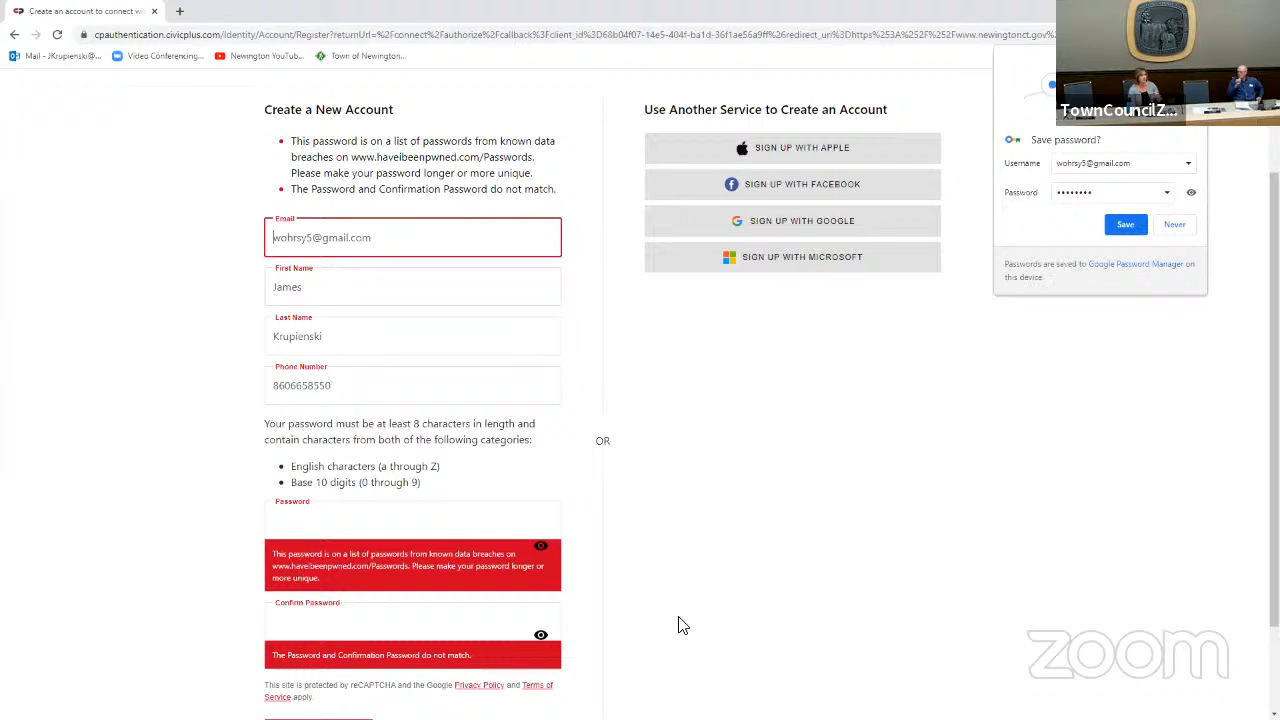 Create an account to connect w
cpauthentication.civicplus.com/Identity/Account/Register?returnUrl=%2Fconnect%2Fauthorize%2Fcallback%3Fclient_id%3D68b04f07-14e5-404f-ba1d-36f1ae56a9ff%26redirect_uri%3Dhttps%253A%252F%252Fwww.newingtonct.gov%
Mail - JKrupienski@...
Video Conferencing...
Newington YouTub...
Town of Newington,...
TownCouncilZ...
Create a New Account
This password is on a list of passwords from known data
breaches on www.haveibeenpwned.com/Passwords.
Please make your password longer or more unique.
The Password and Confirmation Password do not match.
Email
wohrsy5@gmail.com
First Name
James
Last Name
Krupienski
Phone Number
8606658550
Your password must be at least 8 characters in length and
contain characters from both of the following categories:
English characters (a through Z)
Base 10 digits (0 through 9)
Password
This password is on a list of passwords from known data breaches on
www.haveibeenpwned.com/Passwords. Please make your password longer or
more unique.
Confirm Password
The Password and Confirmation Password do not match.
This site is protected by reCAPTCHA and the Google Privacy Policy and Terms of
Service apply.
OR
Use Another Service to Create an Account
SIGN UP WITH APPLE
SIGN UP WITH FACEBOOK
SIGN UP WITH GOOGLE
SIGN UP WITH MICROSOFT
Save password?
Username
wohrsy5@gmail.com
Password
••••••••
Save
Never
Passwords are saved to Google Password Manager on
this device.
zoom